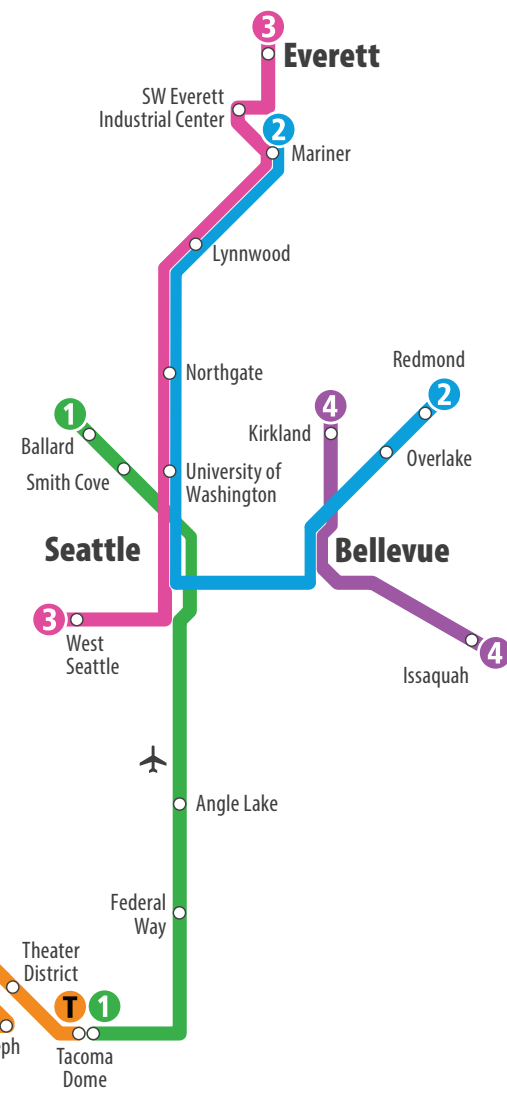 3
Everett
SW Everett
Industrial Center
2
Mariner
Lynnwood
Northgate
Redmond
1
4
2
Ballard
Kirkland
Overlake
Smith Cove
University of
Washington
Seattle
Bellevue
3
West
Seattle
4
Issaquah
Angle Lake
Federal
Way
Theater
District
T
1
Tacoma
Dome